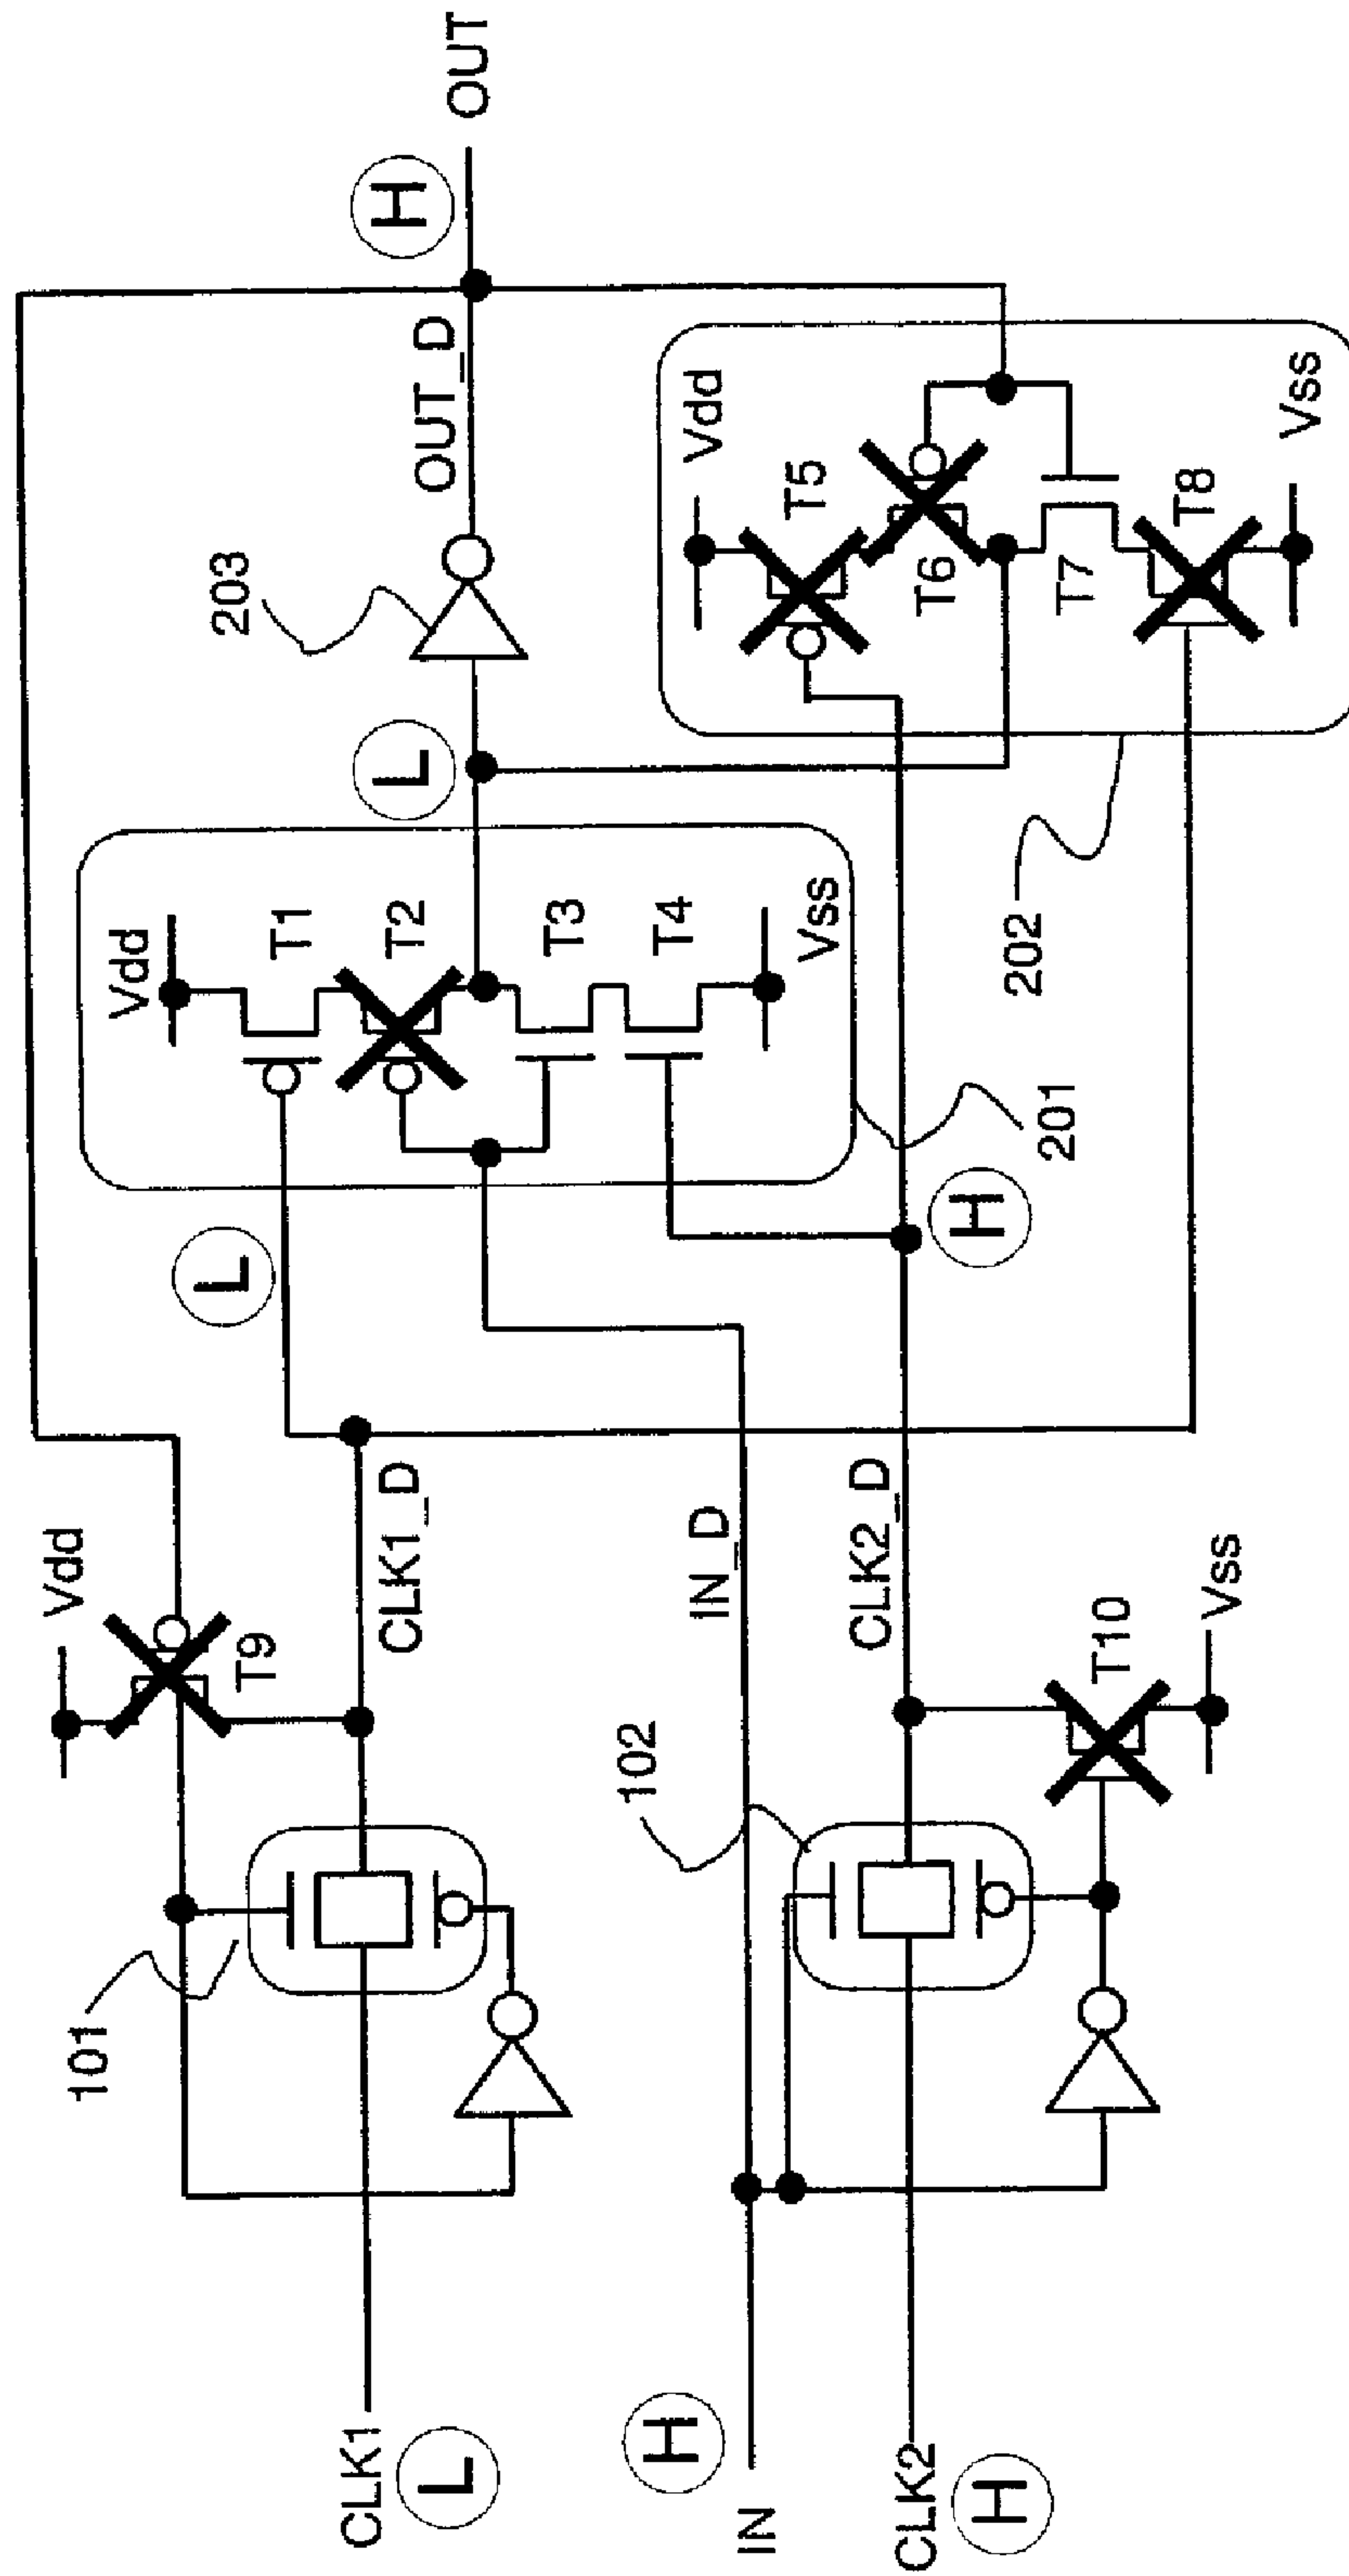 CLK1
L
101
Vdd
T9
CLK1_D
L
Vdd
T1
T2
T3
T4
Vss
201
L
203
OUT_D
H
OUT
IN
H
IN_D
102
CLK2
H
CLK2_D
T10
Vss
H
202
Vdd
T5
T6
T7
T8
Vss